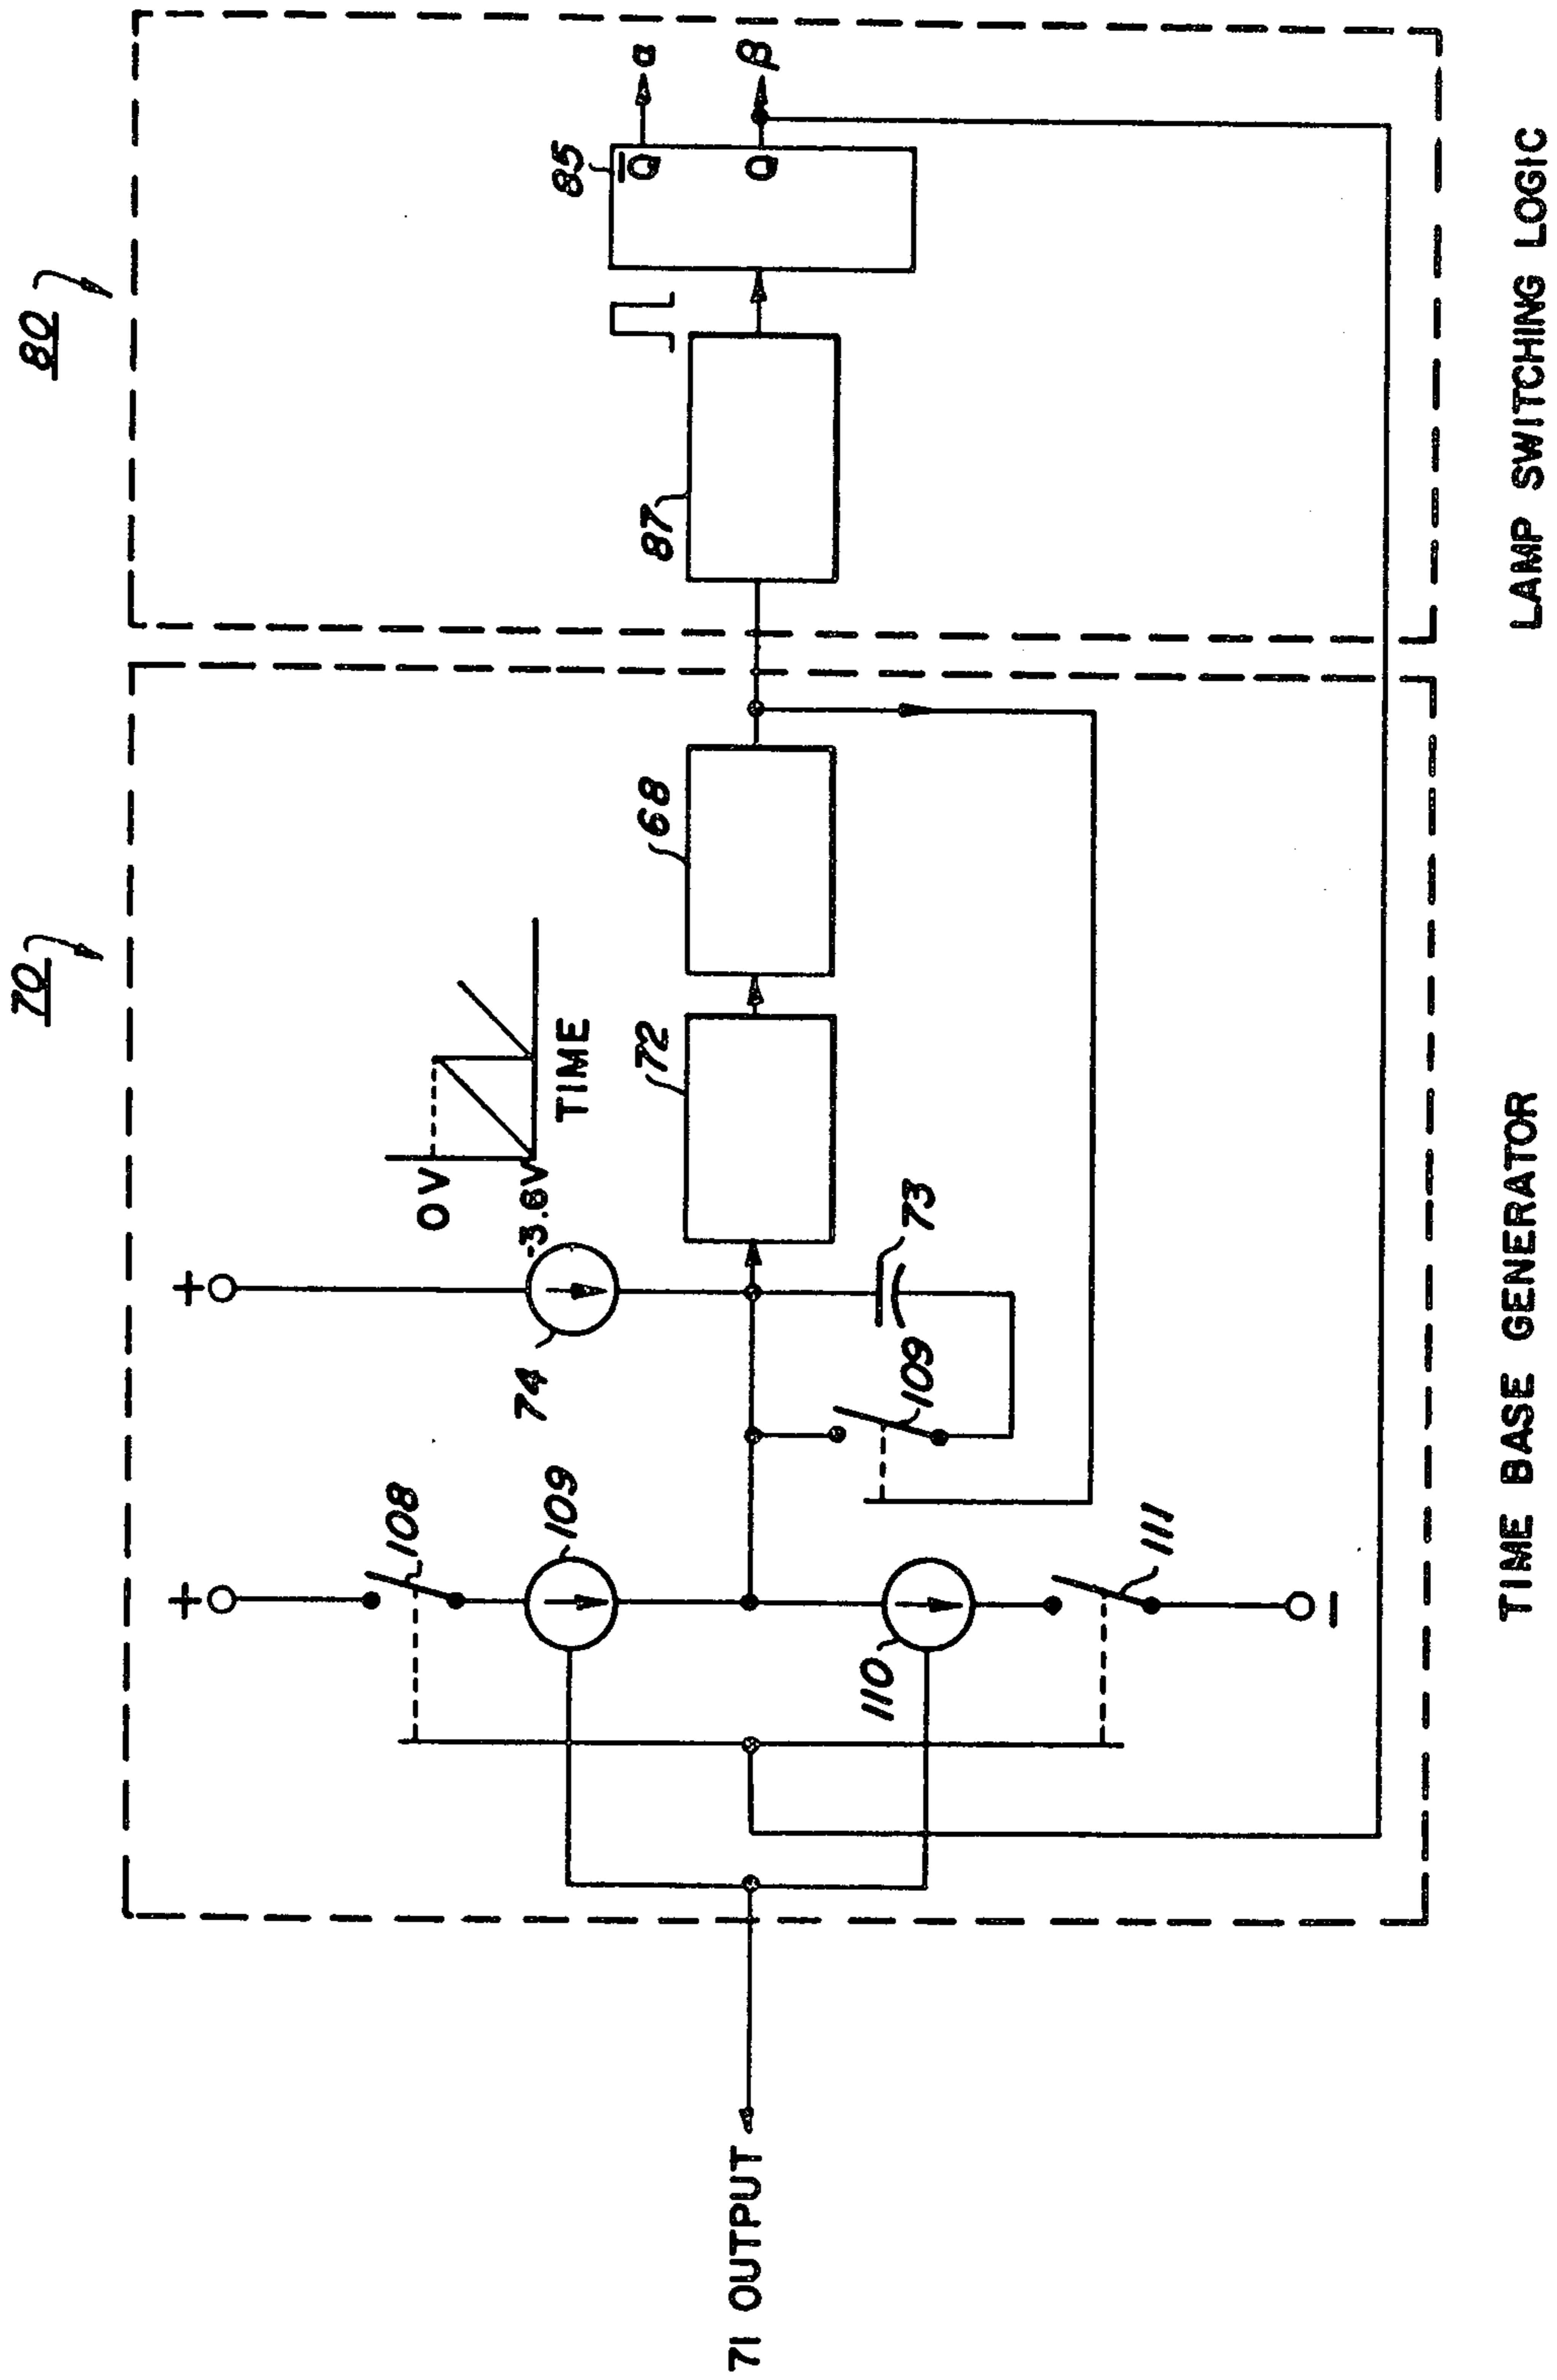 70
80
+
+
108
109
74
0 V
-3.6V
TIME
72
68
87
85
Q̅
α
Q
β
71 OUTPUT
109
73
110
111
−
TIME BASE GENERATOR
LAMP SWITCHING LOGIC